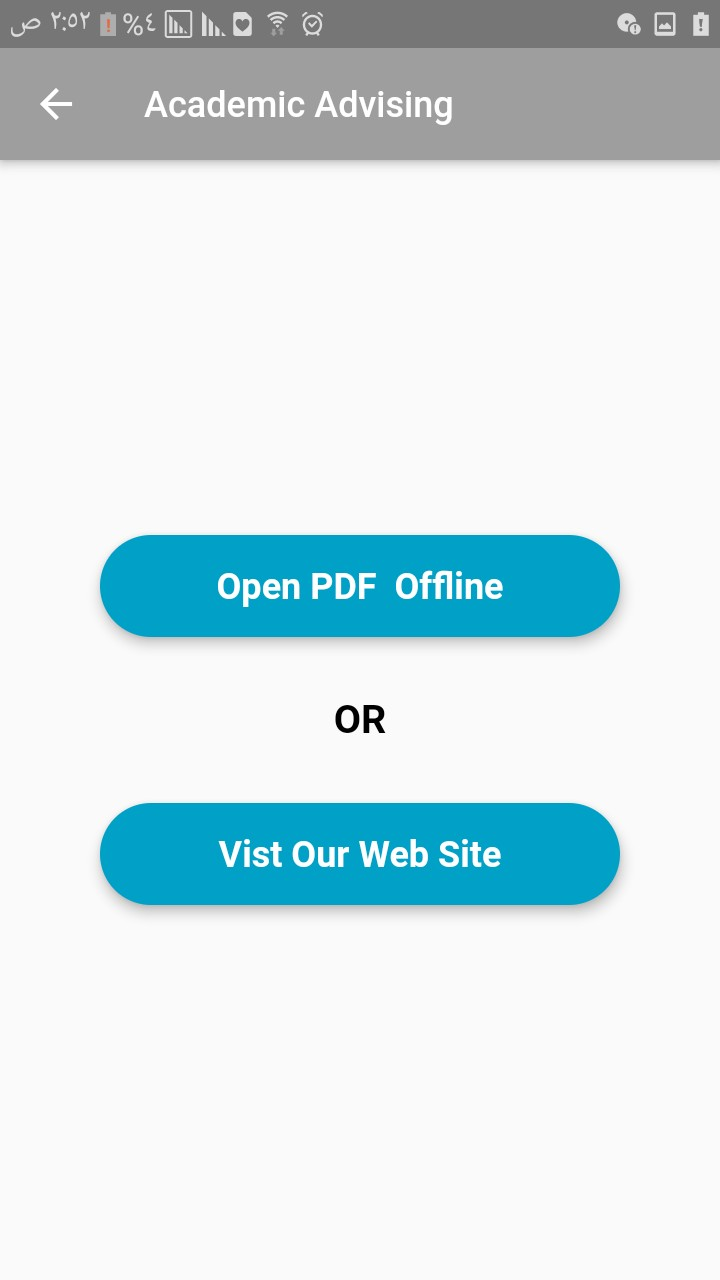 ص ٢:٥٢ %٤
Academic Advising
Open PDF  Offline
OR
Vist Our Web Site